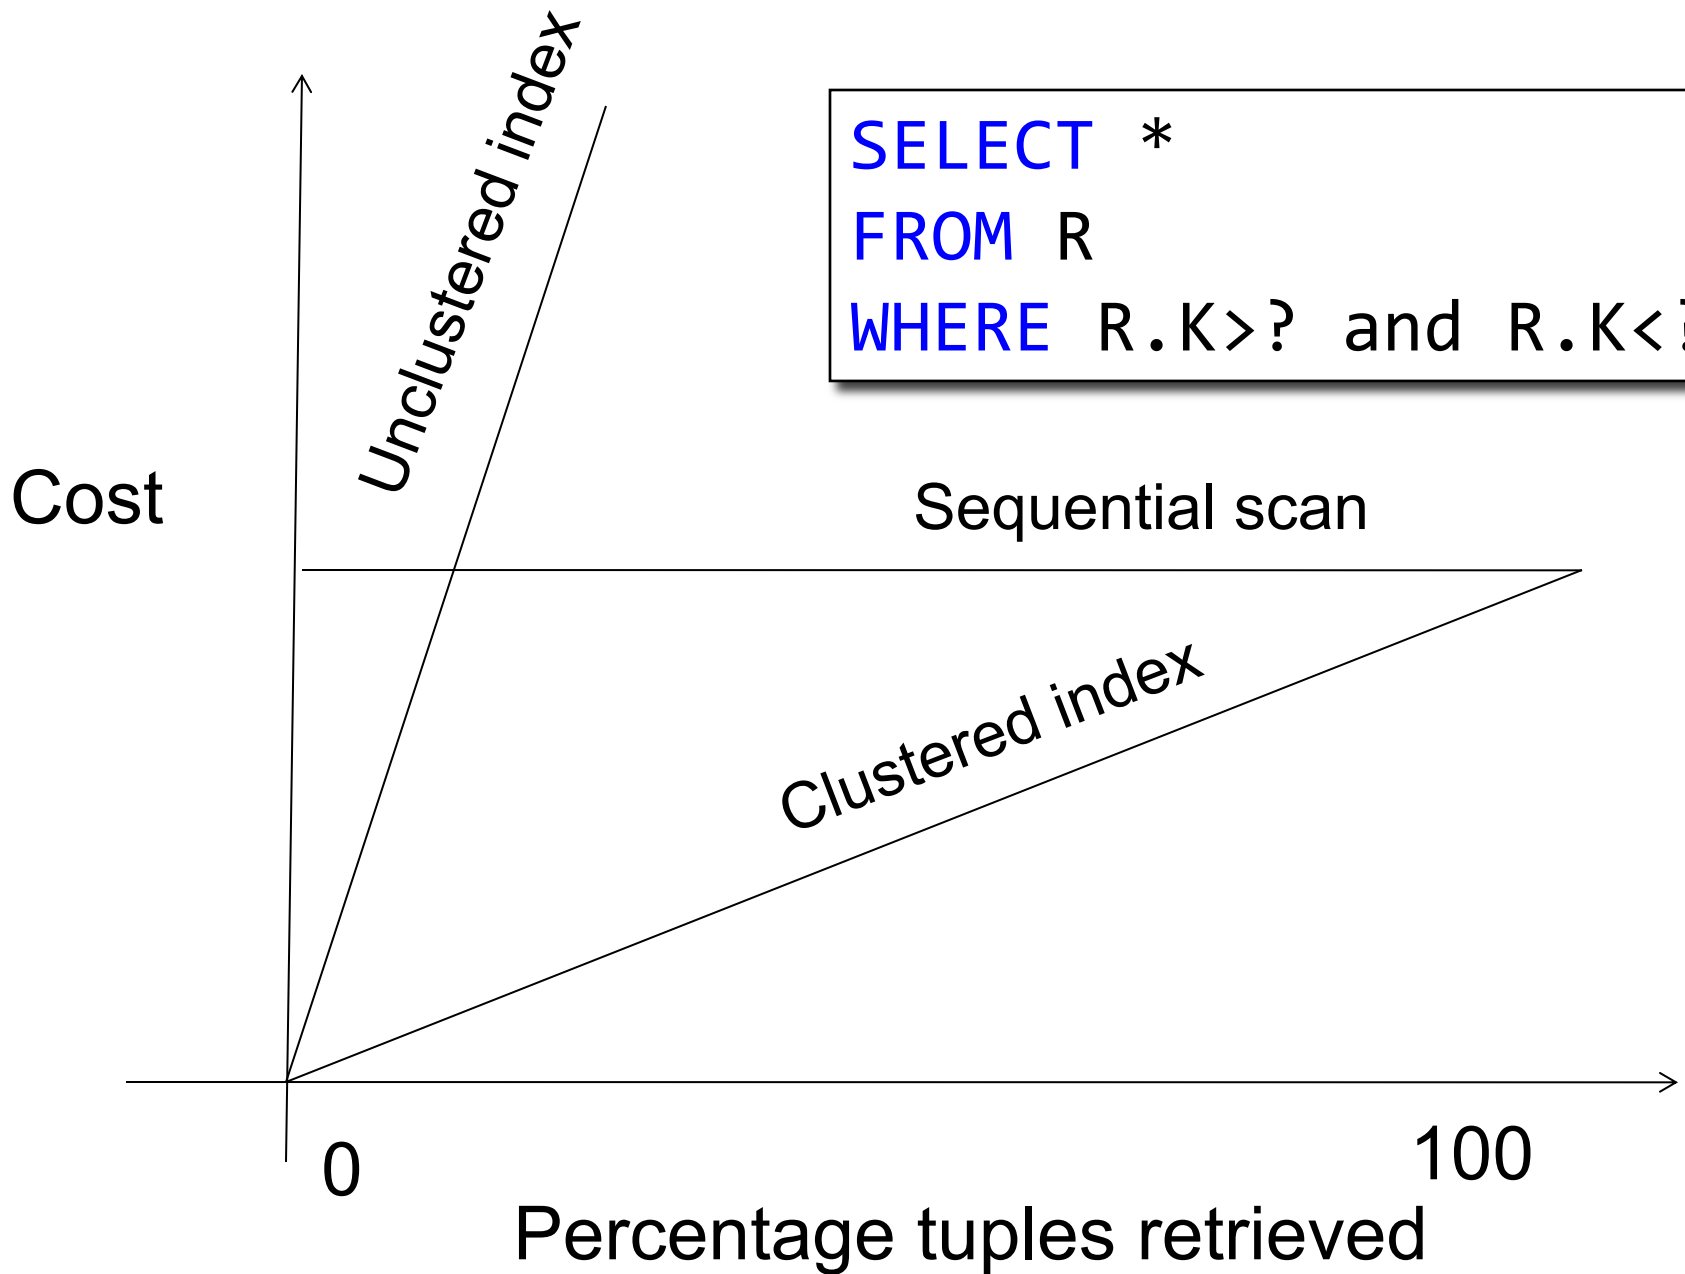 Unclustered index
SELECT *
FROM R
WHERE R.K>? and R.K<?
Cost
Sequential scan
Clustered index
0
100
Percentage tuples retrieved